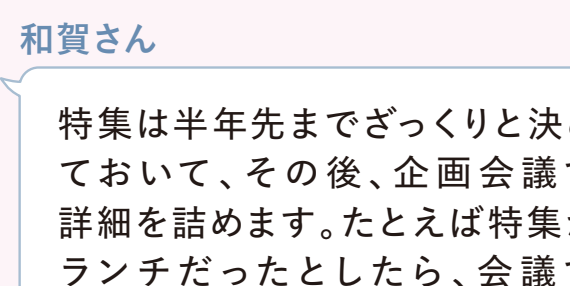 和賀さん
特集は半年先までざっくりと決
ておいて、その後、企画会議
詳細を詰めます。たとえば特集
ランチだったとしたら、会議